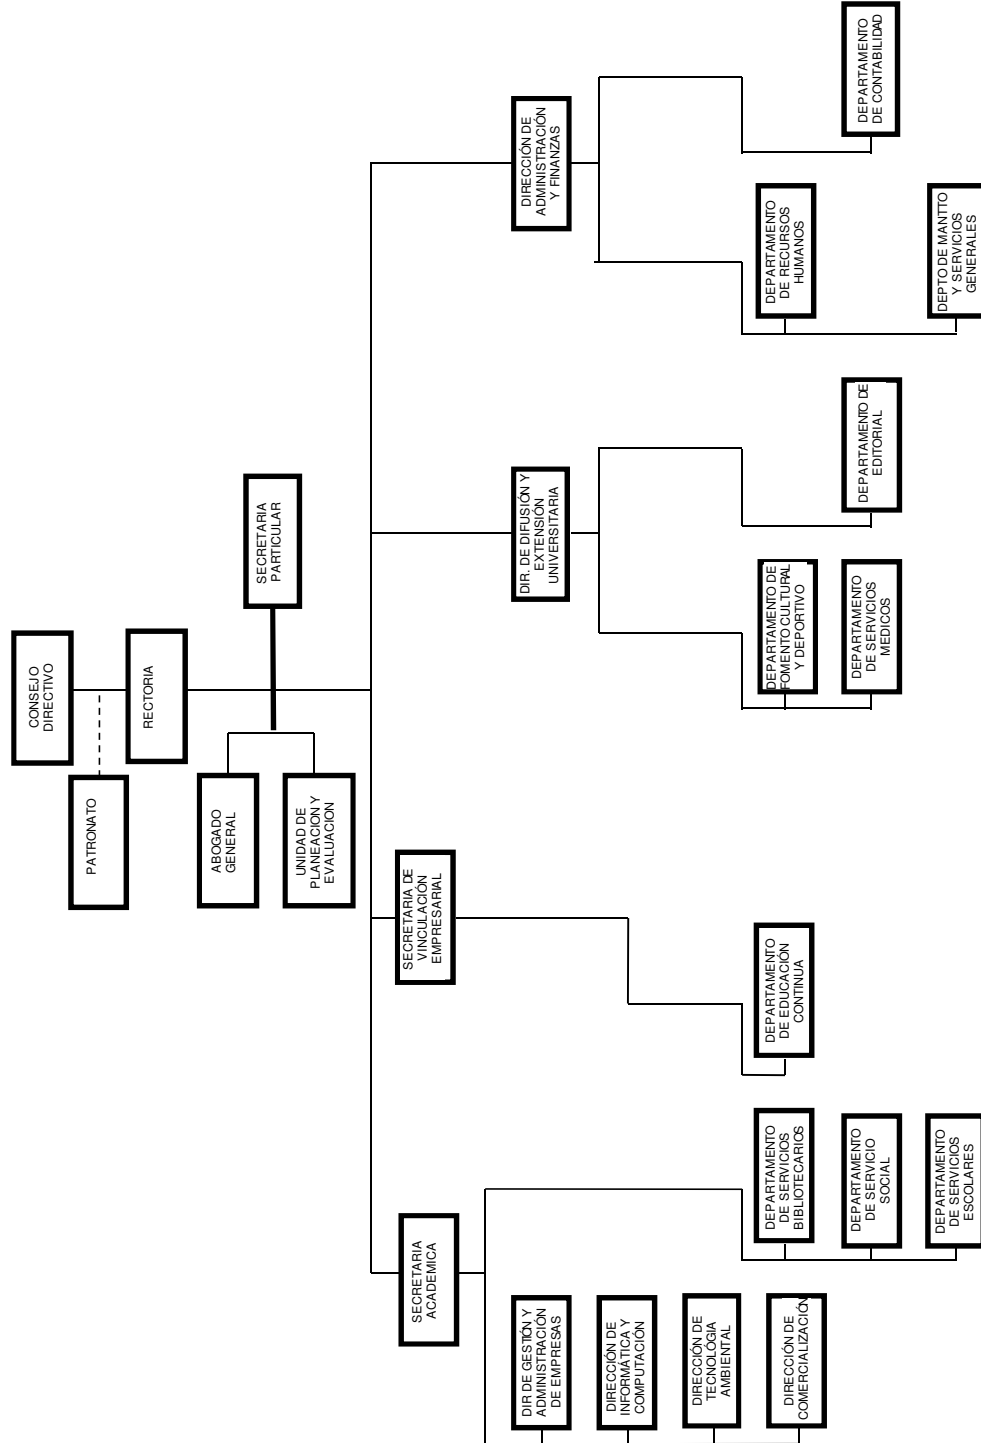 CONSEJO
DIRECTIVO
PATRONATO
RECTORIA
SECRETARIA
PARTICULAR
ABOGADO
GENERAL
UNIDAD DE
PLANEACION Y
EVALUACION
SECRETARIA
ACADEMICA
SECRETARIA DE
VINCULACIÓN
EMPRESARIAL
DIR. DE DIFUSIÓN Y
EXTENSIÓN
UNIVERSITARIA
DIRECCIÓN DE
ADMINISTRACIÓN
Y FINANZAS
DIR DE GESTIÓN Y
ADMINISTRACIÓN
DE EMPRESAS
DIRECCIÓN DE
INFORMÁTICA Y
COMPUTACIÓN
DIRECCIÓN DE
TECNOLÓGIA
AMBIENTAL
DIRECCIÓN DE
COMERCIALIZACIÓN
DEPARTAMENTO
DE SERVICIOS
BIBLIOTECARIOS
DEPARTAMENTO
DE SERVICIO
SOCIAL
DEPARTAMENTO
DE SERVICIOS
ESCOLARES
DEPARTAMENTO
DE EDUCACIÓN
CONTINUA
DEPARTAMENTO DE
FOMENTO CULTURAL
Y DEPORTIVO
DEPARTAMENTO
DE SERVICIOS
MEDICOS
DEPARTAMENTO DE
EDITORIAL
DEPARTAMENTO
DE RECURSOS
HUMANOS
DEPTO DE MANTTO
Y SERVICIOS
GENERALES
DEPARTAMENTO
DE CONTABILIDAD